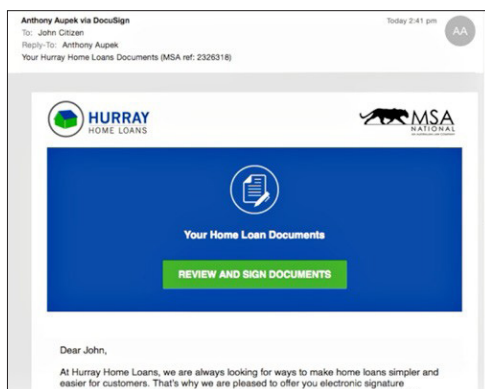 Anthony Aupek via DocuSign
Today 2:41 pm
AA
To: John Citizen
Reply-To: Anthony Aupek
Your Hurray Home Loans Documents (MSA ref: 2326318)
HURRAY
HOME LOANS
MSA
NATIONAL
Your Home Loan Documents
REVIEW AND SIGN DOCUMENTS
Dear John,
At Hurray Home Loans, we are always looking for ways to make home loans simpler and
easier for customers. That's why we are pleased to offer you electronic signature